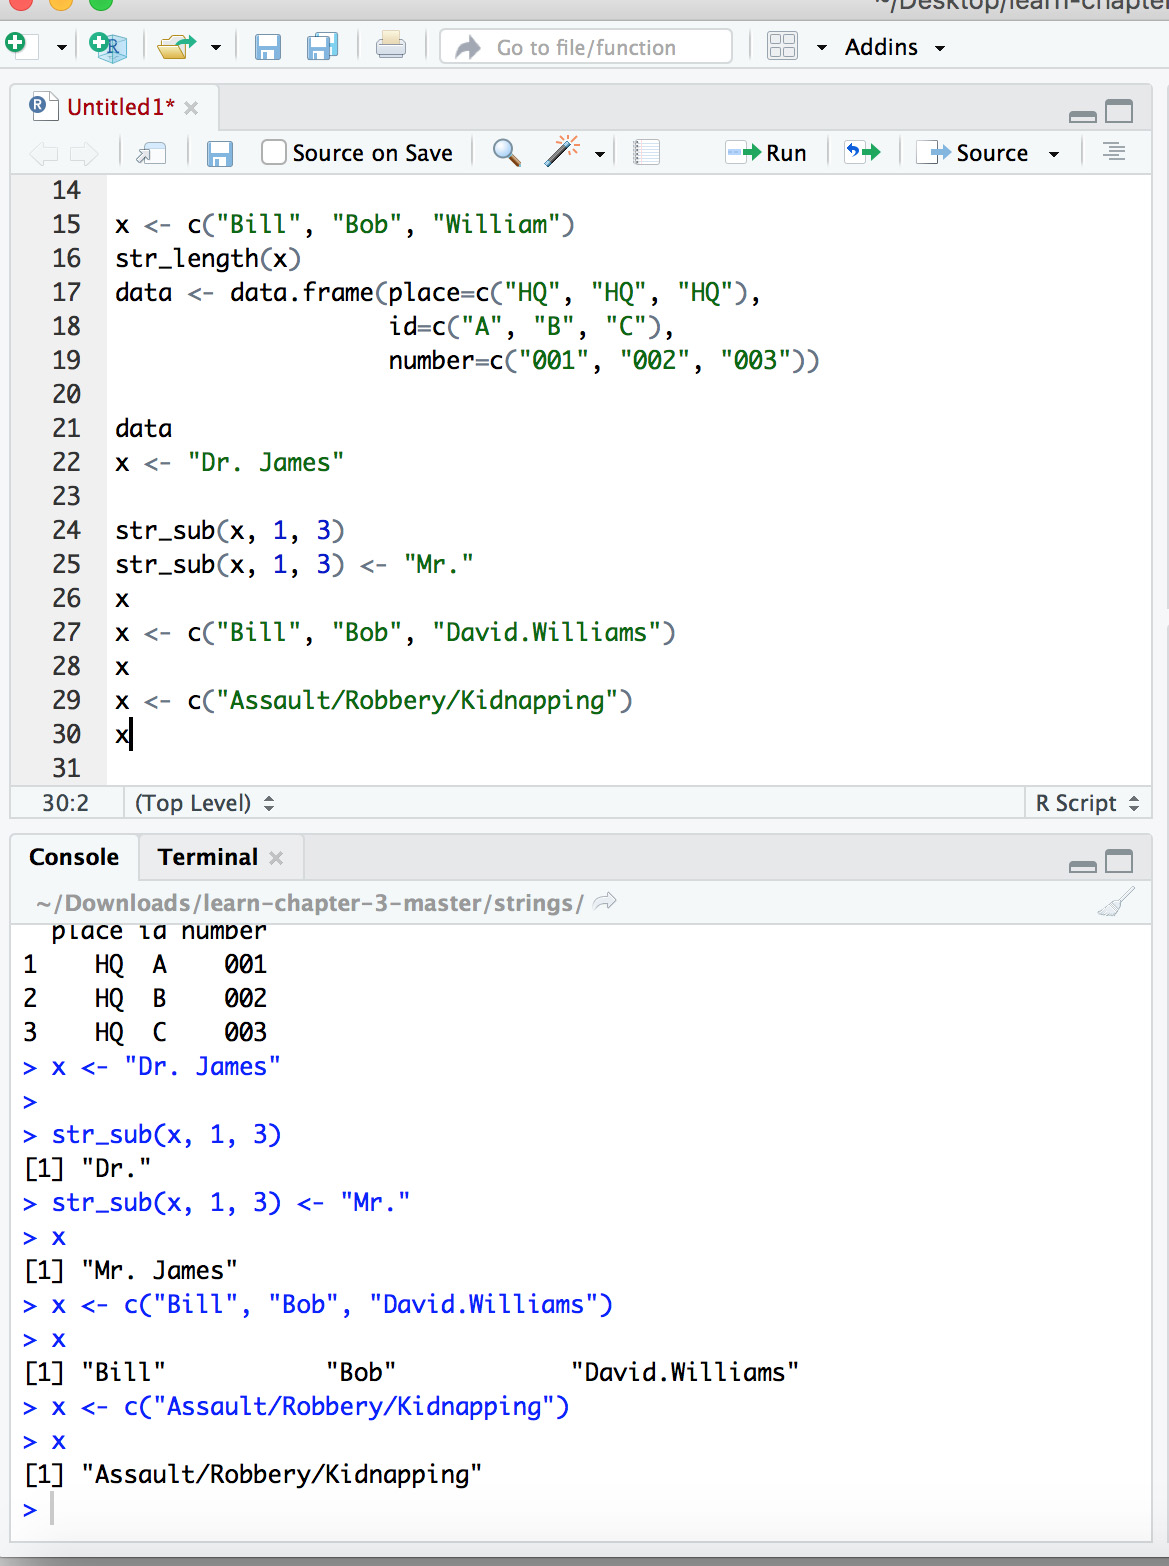 ~/Desktop/learn-chapter
Go to file/function
Addins
Untitled1*
Source on Save
Run
Source
14
15 x <- c("Bill", "Bob", "William")
16 str_length(x)
17 data <- data.frame(place=c("HQ", "HQ", "HQ"),
18 id=c("A", "B", "C"),
19 number=c("001", "002", "003"))
20
21 data
22 x <- "Dr. James"
23
24 str_sub(x, 1, 3)
25 str_sub(x, 1, 3) <- "Mr."
26 x
27 x <- c("Bill", "Bob", "David.Williams")
28 x
29 x <- c("Assault/Robbery/Kidnapping")
30 x
31
30:2 (Top Level) R Script
Console Terminal
~/Downloads/learn-chapter-3-master/strings/
place id number
1 HQ A 001
2 HQ B 002
3 HQ C 003
> x <- "Dr. James"
>
> str_sub(x, 1, 3)
[1] "Dr."
> str_sub(x, 1, 3) <- "Mr."
> x
[1] "Mr. James"
> x <- c("Bill", "Bob", "David.Williams")
> x
[1] "Bill" "Bob" "David.Williams"
> x <- c("Assault/Robbery/Kidnapping")
> x
[1] "Assault/Robbery/Kidnapping"
>